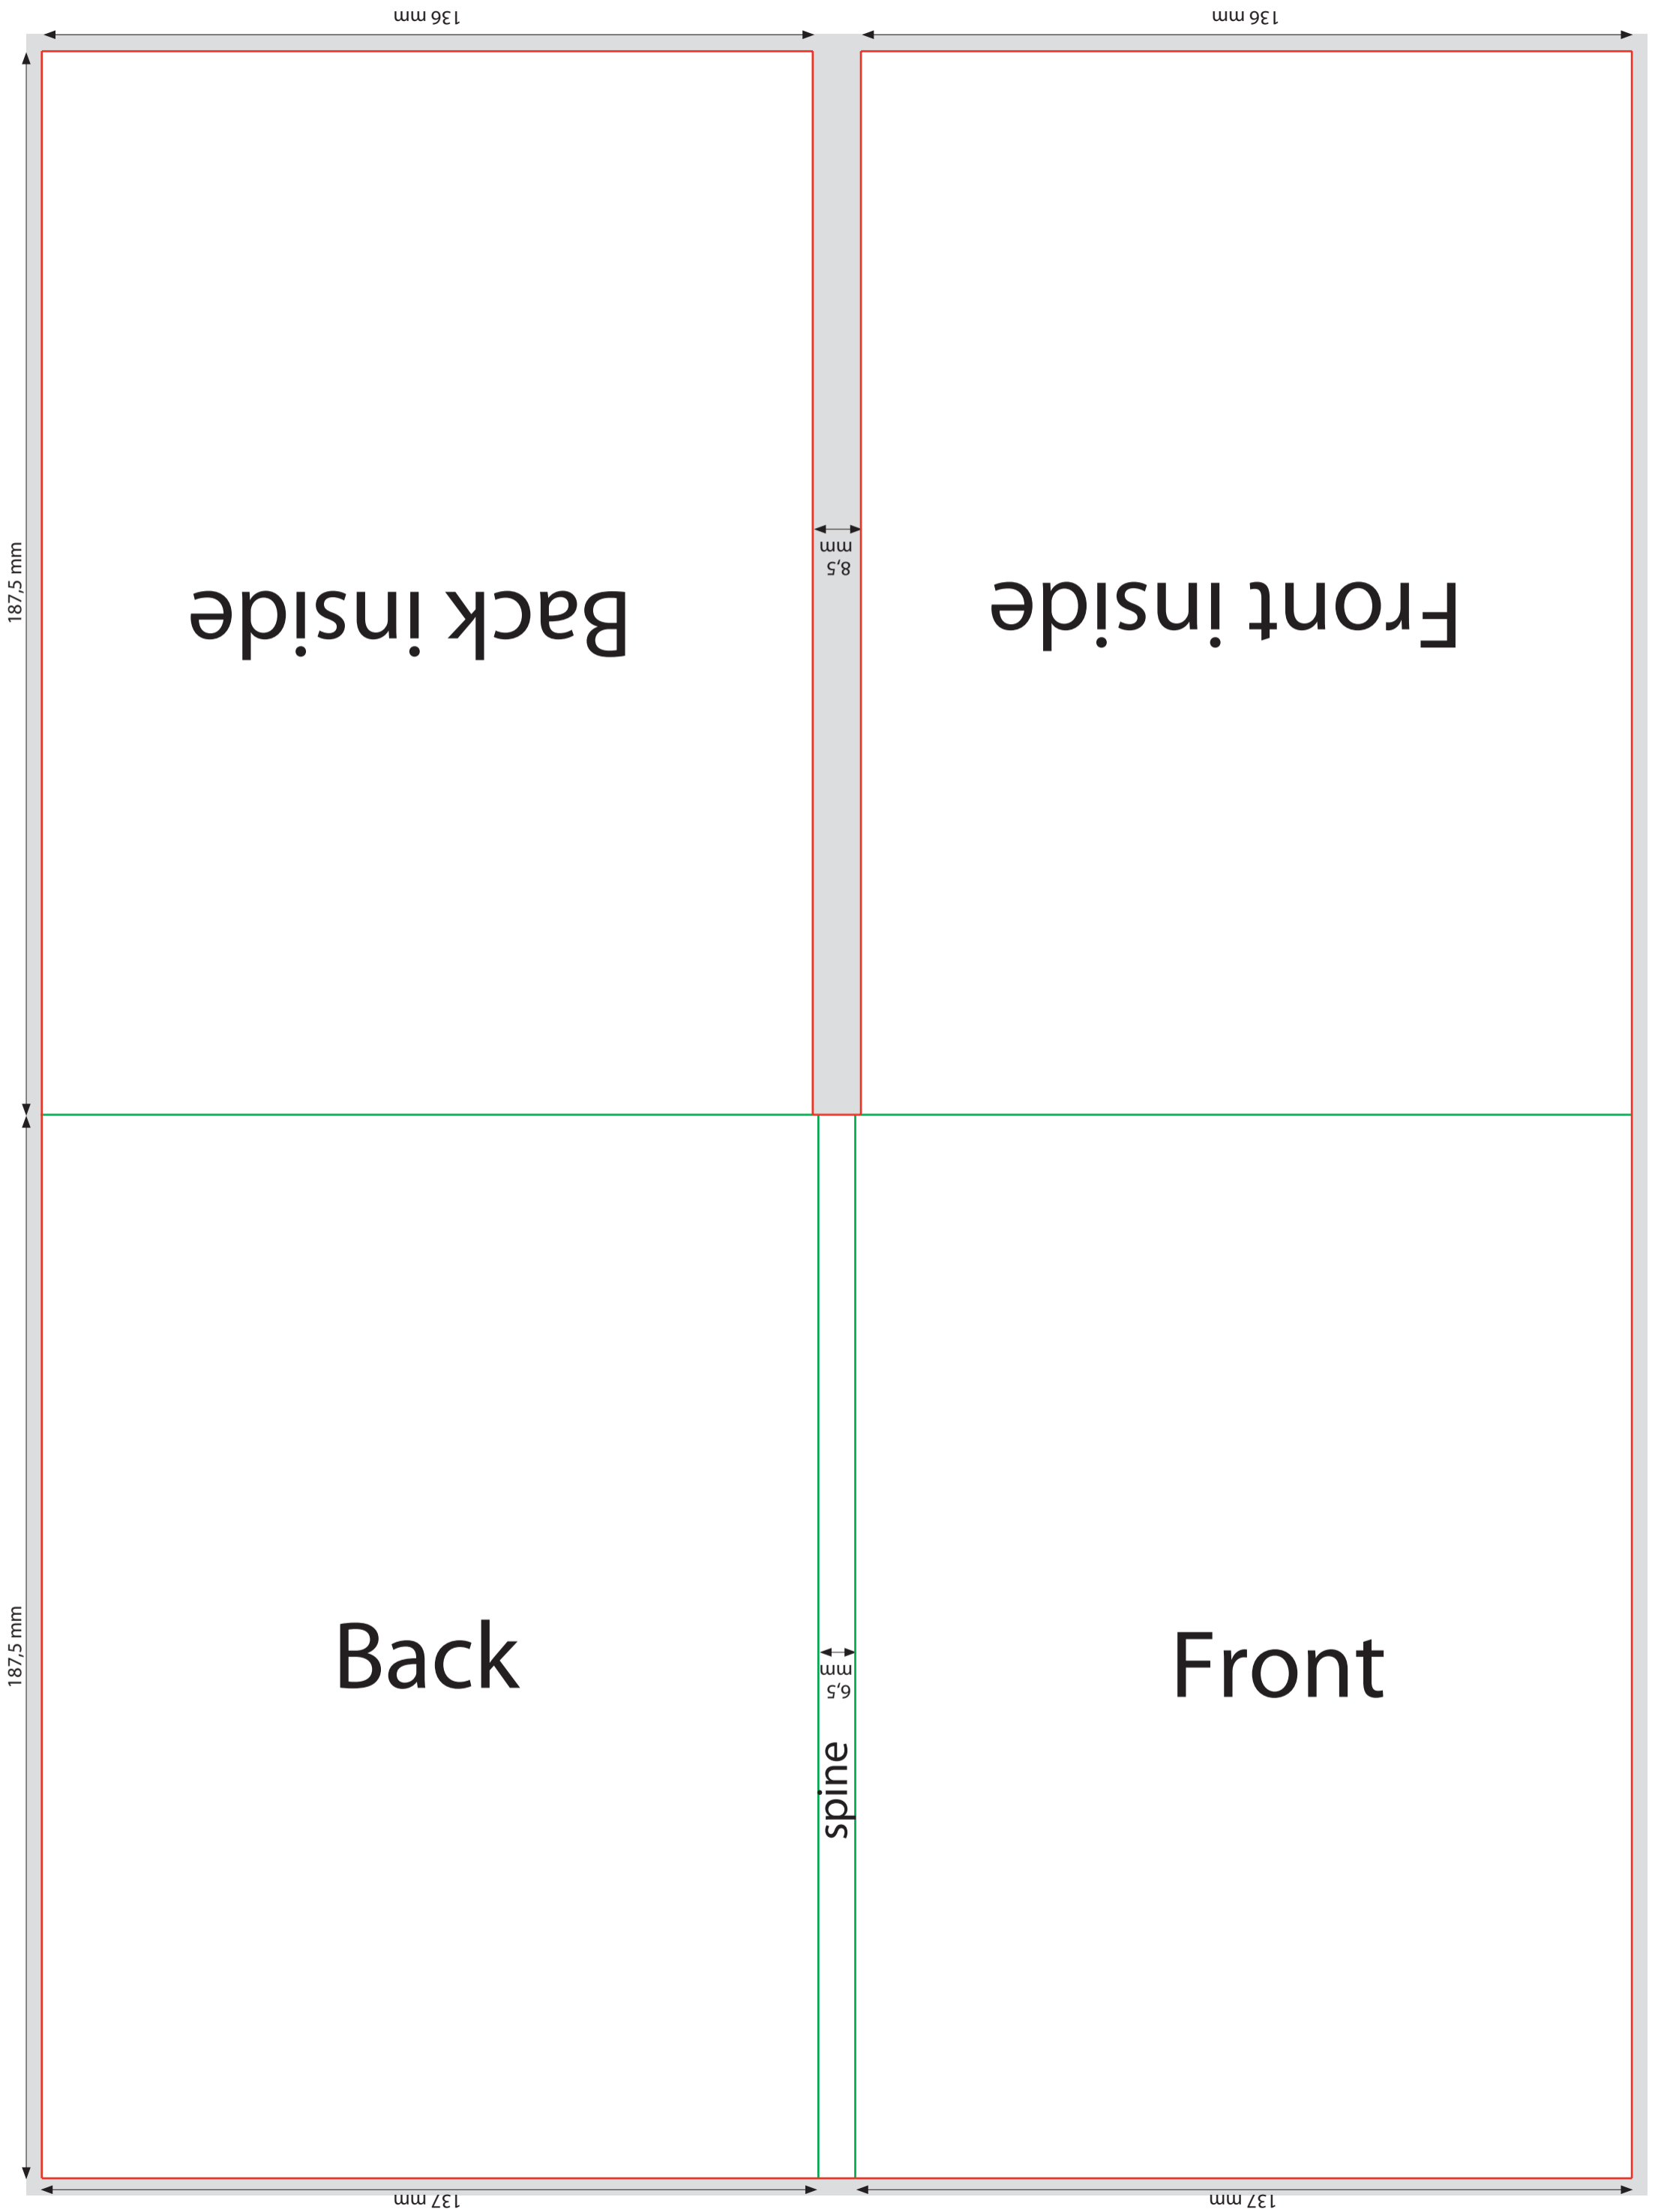 136 mm
136 mm
187,5 mm
8,5
mm
Back inside
Front inside
187,5 mm
Back
Front
6,5
mm
spine
137 mm
137 mm